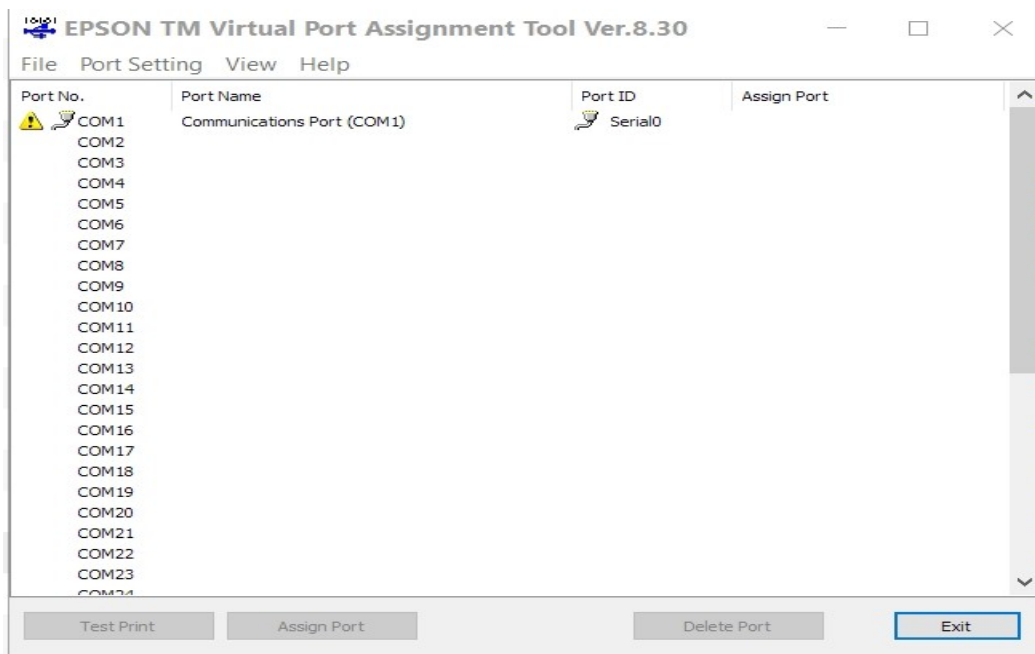 EPSON TM Virtual Port Assignment Tool Ver.8.30
File Port Setting View Help
Port No. Port Name Port ID Assign Port
COM1 Communications Port (COM1) Serial0
COM2
COM3
COM4
COM5
COM6
COM7
COM8
COM9
COM10
COM11
COM12
COM13
COM14
COM15
COM16
COM17
COM18
COM19
COM20
COM21
COM22
COM23
COM24
Test Print Assign Port Delete Port Exit